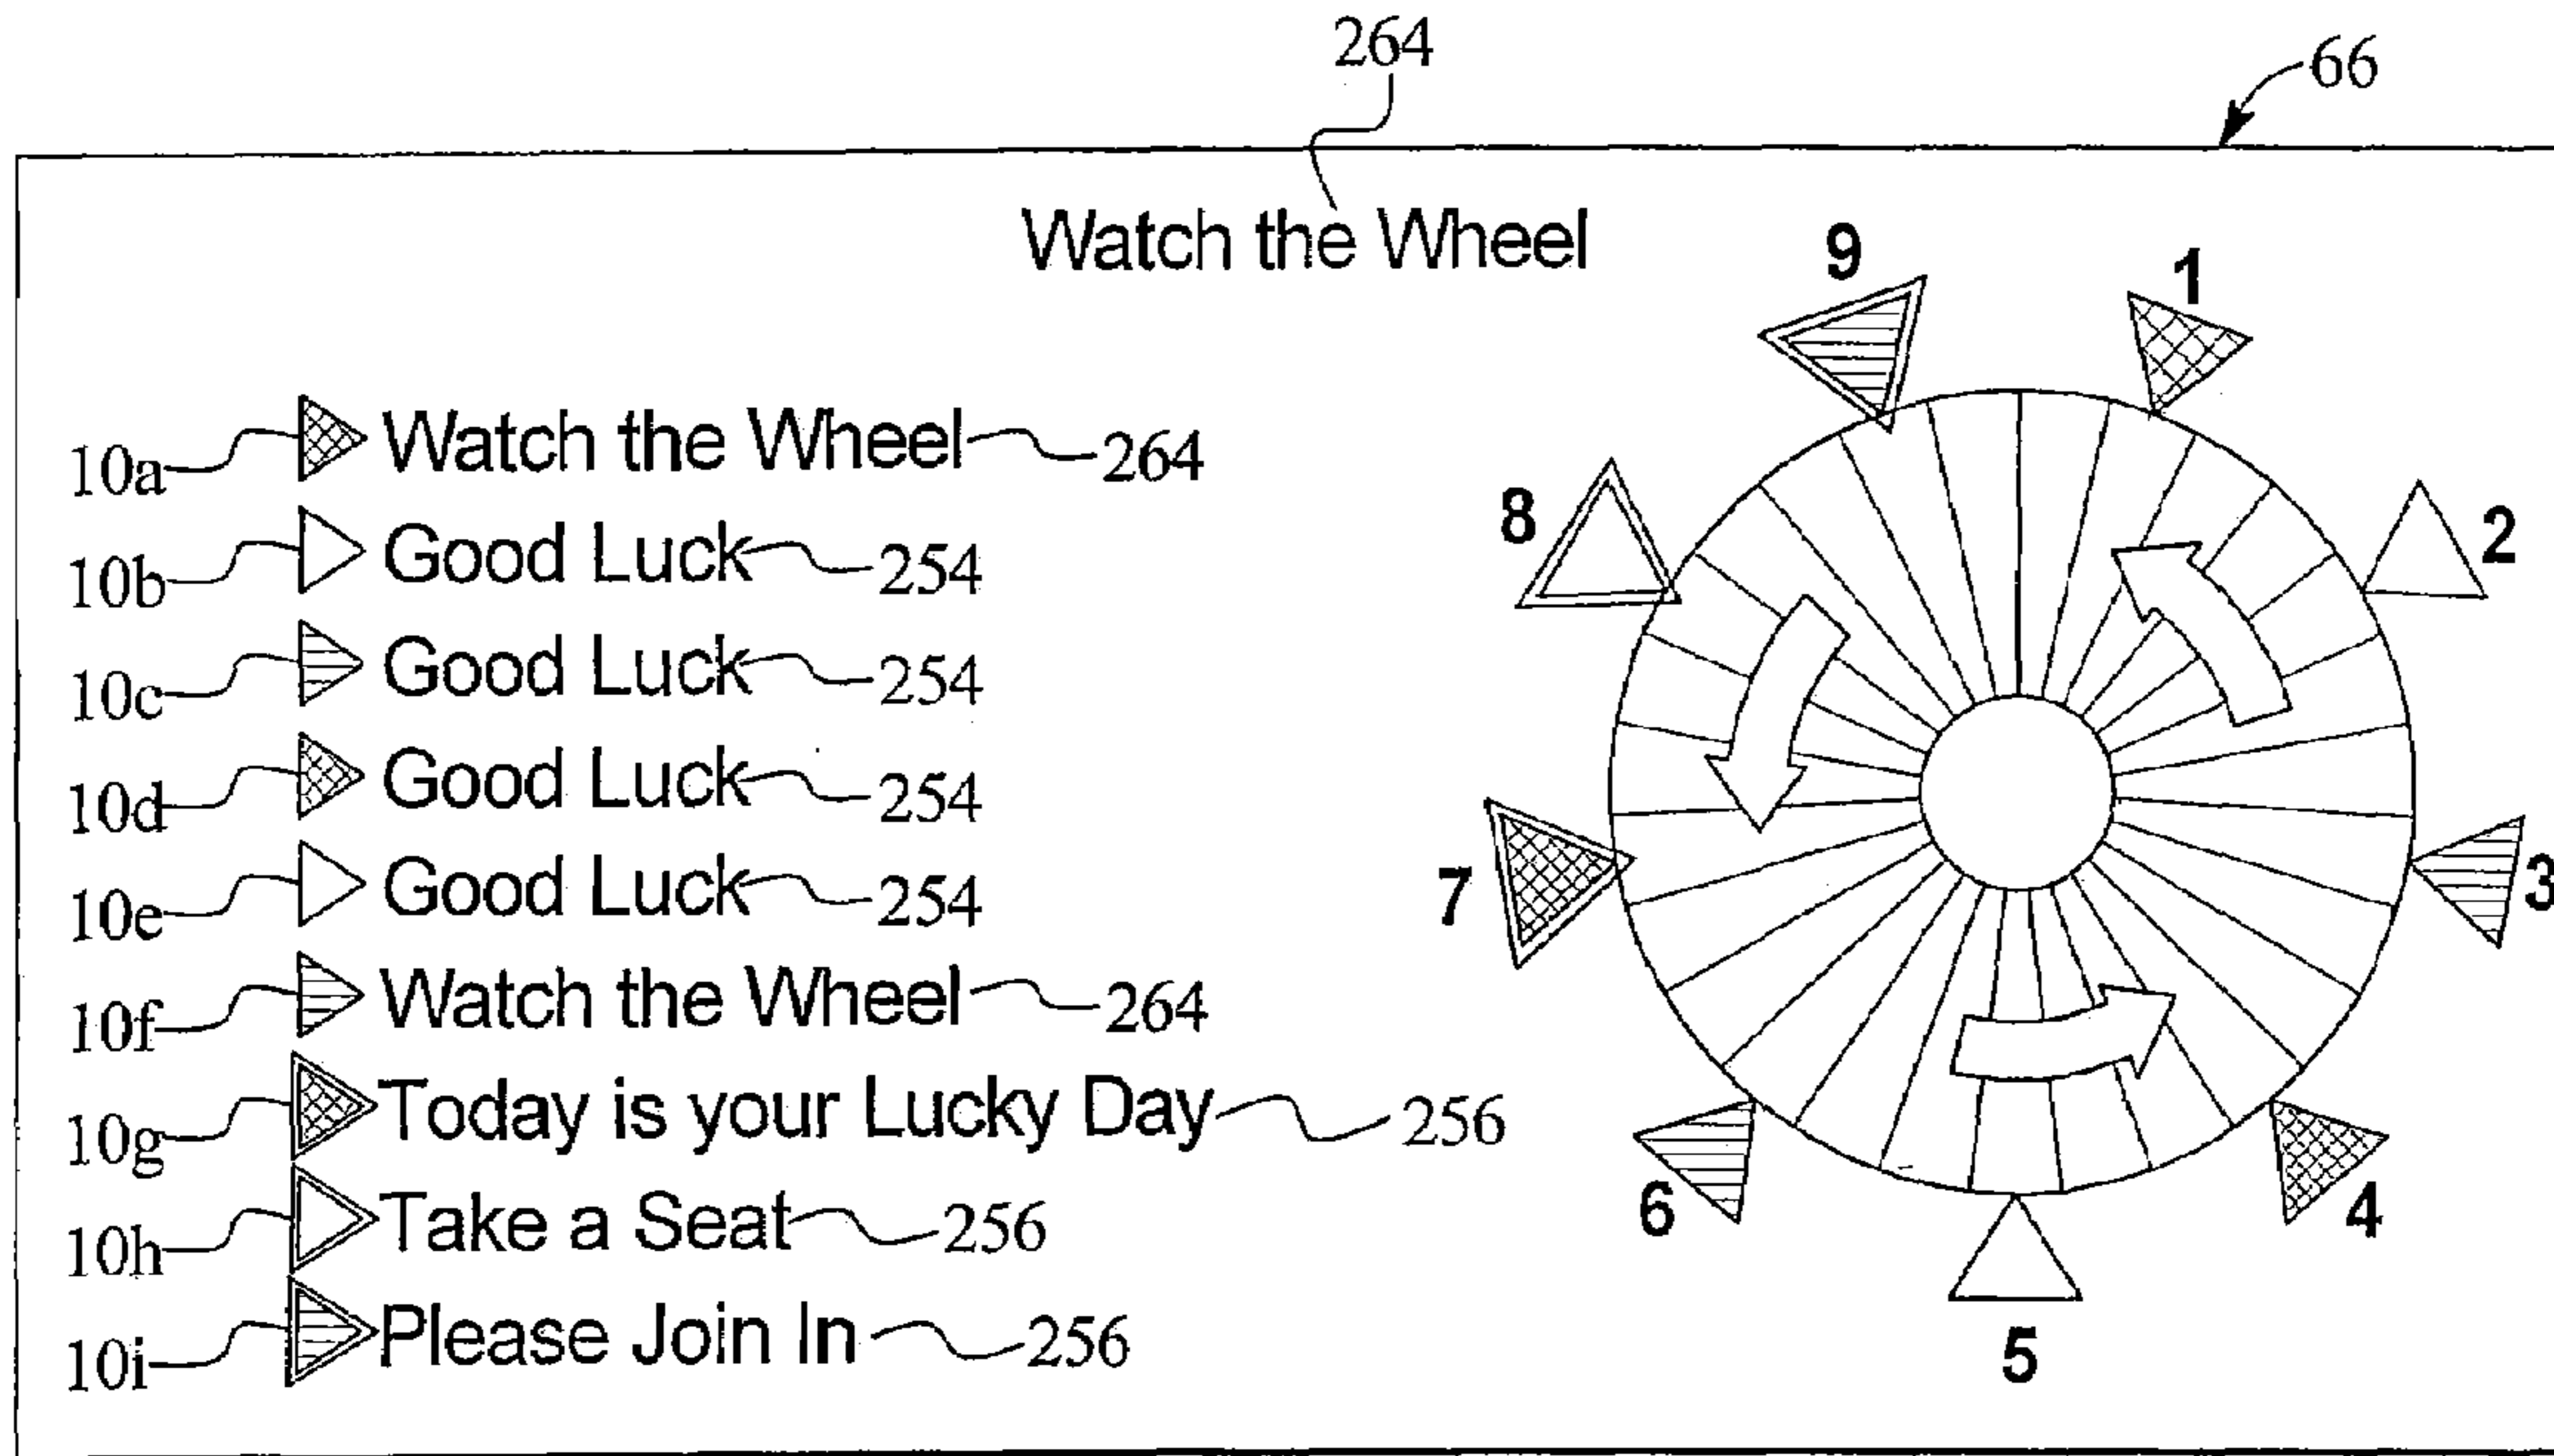 264
66
Watch the Wheel
9 1
10a Watch the Wheel 264
8 2
10b Good Luck 254
10c Good Luck 254
10d Good Luck 254
7 3
10e Good Luck 254
10f Watch the Wheel 264
10g Today is your Lucky Day 256
6 4
10h Take a Seat 256
10i Please Join In 256
5